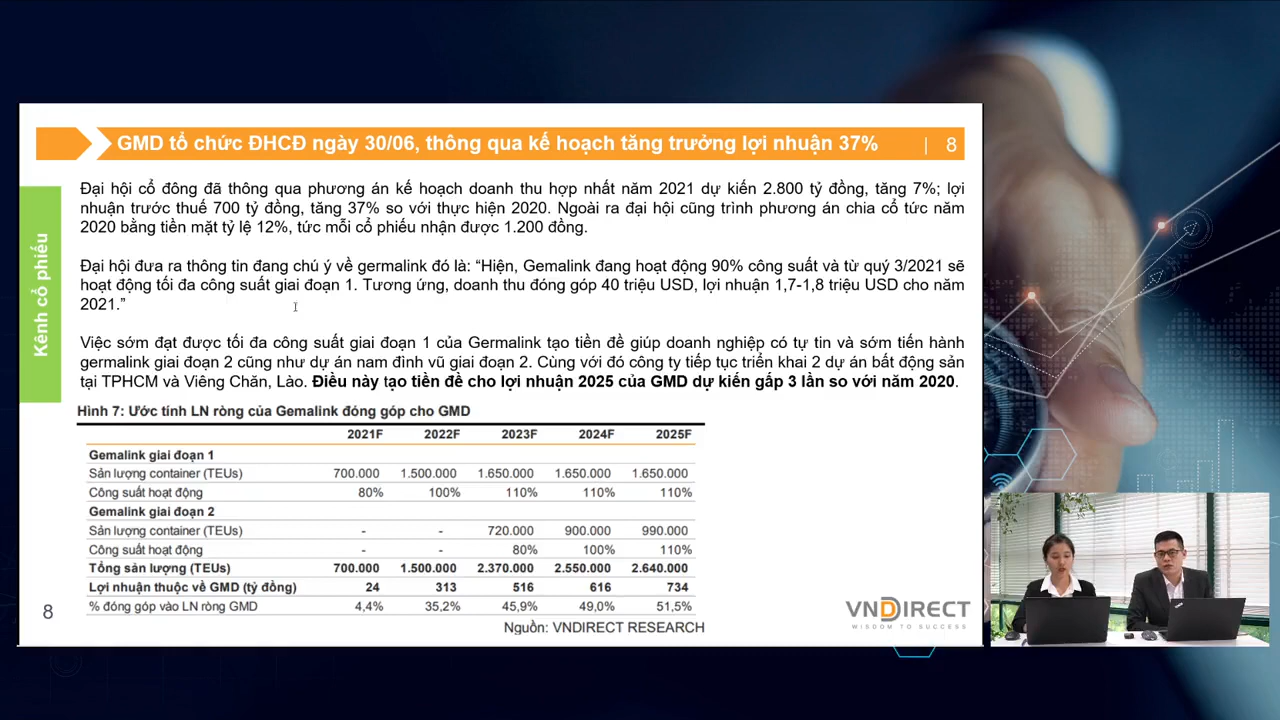 GMD tổ chức ĐHCĐ ngày 30/06, thông qua kế hoạch tăng trưởng lợi nhuận 37% | 8
Kênh cổ phiếu
Đại hội cổ đông đã thông qua phương án kế hoạch doanh thu hợp nhất năm 2021 dự kiến 2.800 tỷ đồng, tăng 7%; lợi
nhuận trước thuế 700 tỷ đồng, tăng 37% so với thực hiện 2020. Ngoài ra đại hội cũng trình phương án chia cổ tức năm
2020 bằng tiền mặt tỷ lệ 12%, tức mỗi cổ phiếu nhận được 1.200 đồng.
Đại hội đưa ra thông tin đang chú ý về germalink đó là: “Hiện, Gemalink đang hoạt động 90% công suất và từ quý 3/2021 sẽ
hoạt động tối đa công suất giai đoạn 1. Tương ứng, doanh thu đóng góp 40 triệu USD, lợi nhuận 1,7-1,8 triệu USD cho năm
2021.”
Việc sớm đạt được tối đa công suất giai đoạn 1 của Germalink tạo tiền đề giúp doanh nghiệp có tự tin và sớm tiến hành
germalink giai đoạn 2 cũng như dự án nam đình vũ giai đoạn 2. Cùng với đó công ty tiếp tục triển khai 2 dự án bất động sản
tại TPHCM và Viêng Chăn, Lào. Điều này tạo tiền đề cho lợi nhuận 2025 của GMD dự kiến gấp 3 lần so với năm 2020.
Hình 7: Ước tính LN ròng của Gemalink đóng góp cho GMD
2021F 2022F 2023F 2024F 2025F
Gemalink giai đoạn 1
Sản lượng container (TEUs) 700.000 1.500.000 1.650.000 1.650.000 1.650.000
Công suất hoạt động 80% 100% 110% 110% 110%
Gemalink giai đoạn 2
Sản lượng container (TEUs) - - 720.000 900.000 990.000
Công suất hoạt động - - 80% 100% 110%
Tổng sản lượng (TEUs) 700.000 1.500.000 2.370.000 2.550.000 2.640.000
Lợi nhuận thuộc về GMD (tỷ đồng) 24 313 516 616 734
% đóng góp vào LN ròng GMD 4,4% 35,2% 45,9% 49,0% 51,5%
Nguồn: VNDIRECT RESEARCH
8
VNDIRECT
WISDOM TO SUCCESS